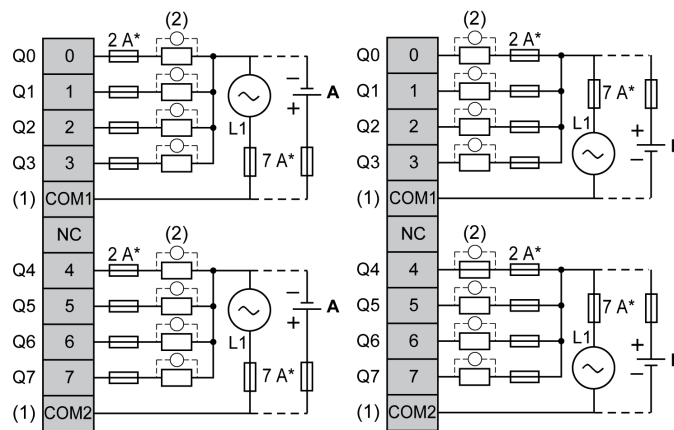 (2)
Q0 0 2 A*
Q1 1
Q2 2
Q3 3
(1) COM1
L1
7 A*
− + A
NC
(2)
Q4 4 2 A*
Q5 5
Q6 6
Q7 7
(1) COM2
L1
7 A*
− + A
(2)
Q0 0 2 A*
Q1 1
Q2 2
Q3 3
(1) COM1
7 A*
L1
+ −
NC
(2)
Q4 4 2 A*
Q5 5
Q6 6
Q7 7
(1) COM2
7 A*
L1
+ −